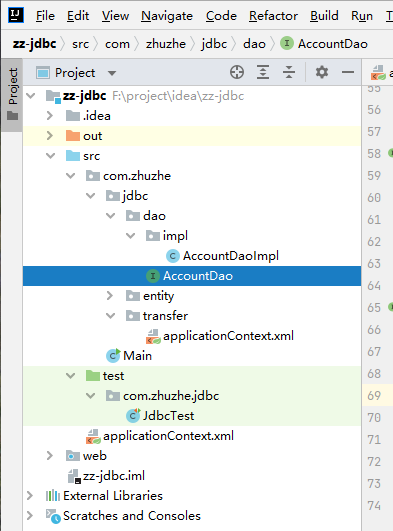 IJ File Edit View Navigate Code Refactor Build Run
zz-jdbc src com zhuzhe jdbc dao I AccountDao
Project
Project
zz-jdbc F:\project\idea\zz-jdbc
.idea
out
src
com.zhuzhe
jdbc
dao
impl
C AccountDaoImpl
I AccountDao
entity
transfer
applicationContext.xml
C Main
test
com.zhuzhe.jdbc
C JdbcTest
applicationContext.xml
web
zz-jdbc.iml
External Libraries
Scratches and Consoles
a
55
56
57
58
59
60
61
62
63
64
65
66
67
68
69
70
71
72
73
74